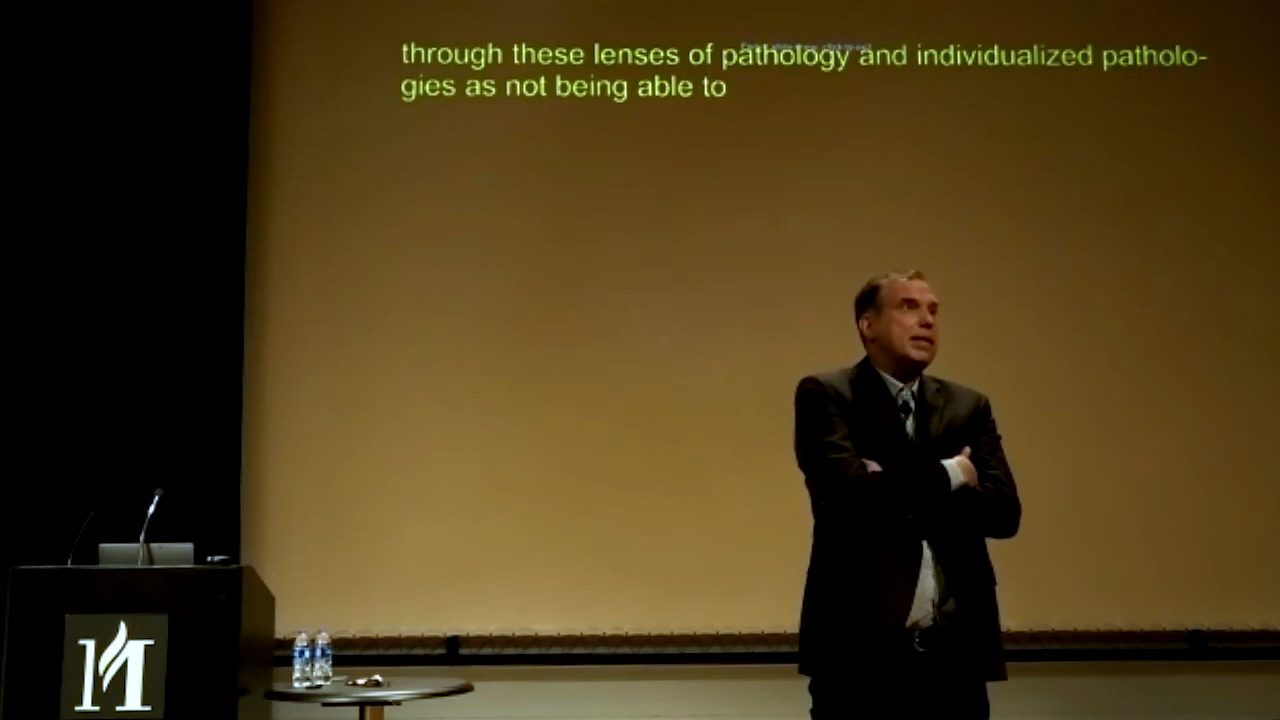 through these lenses of pathology and individualized patholo-
gies as not being able to